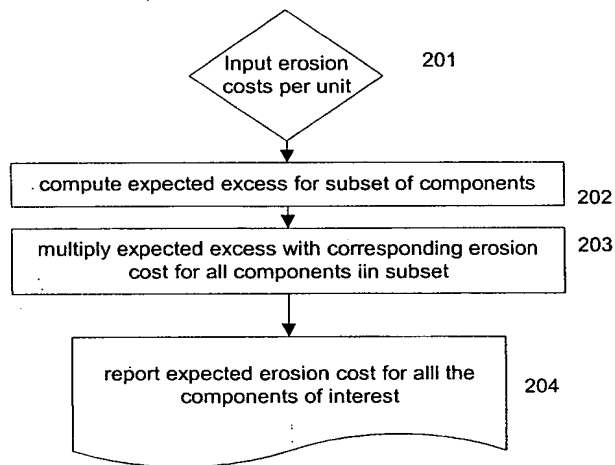 Input erosion
costs per unit
201
compute expected excess for subset of components
202
multiply expected excess with corresponding erosion
cost for all components iin subset
203
report expected erosion cost for alll the
components of interest
204